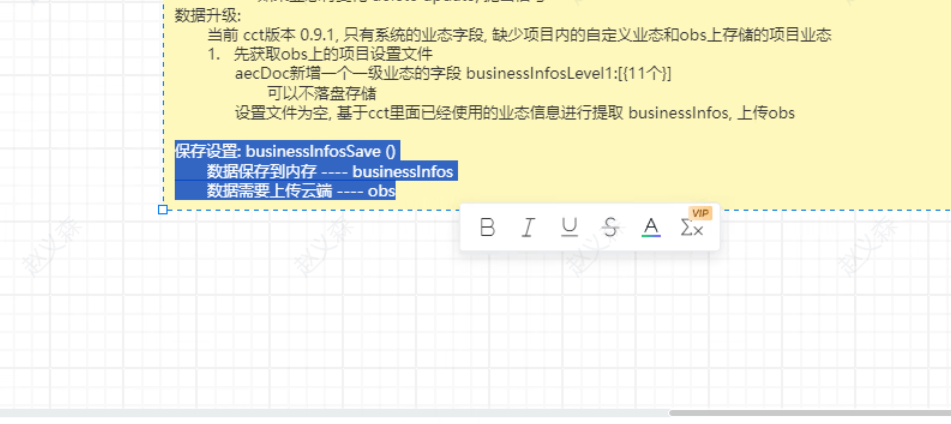 数据升级:
当前 cct版本 0.9.1, 只有系统的业态字段, 缺少项目内的自定义业态和obs上存储的项目业态
1. 先获取obs上的项目设置文件
aecDoc新增一个一级业态的字段 businessInfosLevel1:[{11个}]
可以不落盘存储
设置文件为空, 基于cct里面已经使用的业态信息进行提取 businessInfos, 上传obs
保存设置: businessInfosSave ()
数据保存到内存 ---- businessInfos
数据需要上传云端 ---- obs
B I U S A Σx VIP
赵义霖 赵义霖 赵义霖 赵义霖